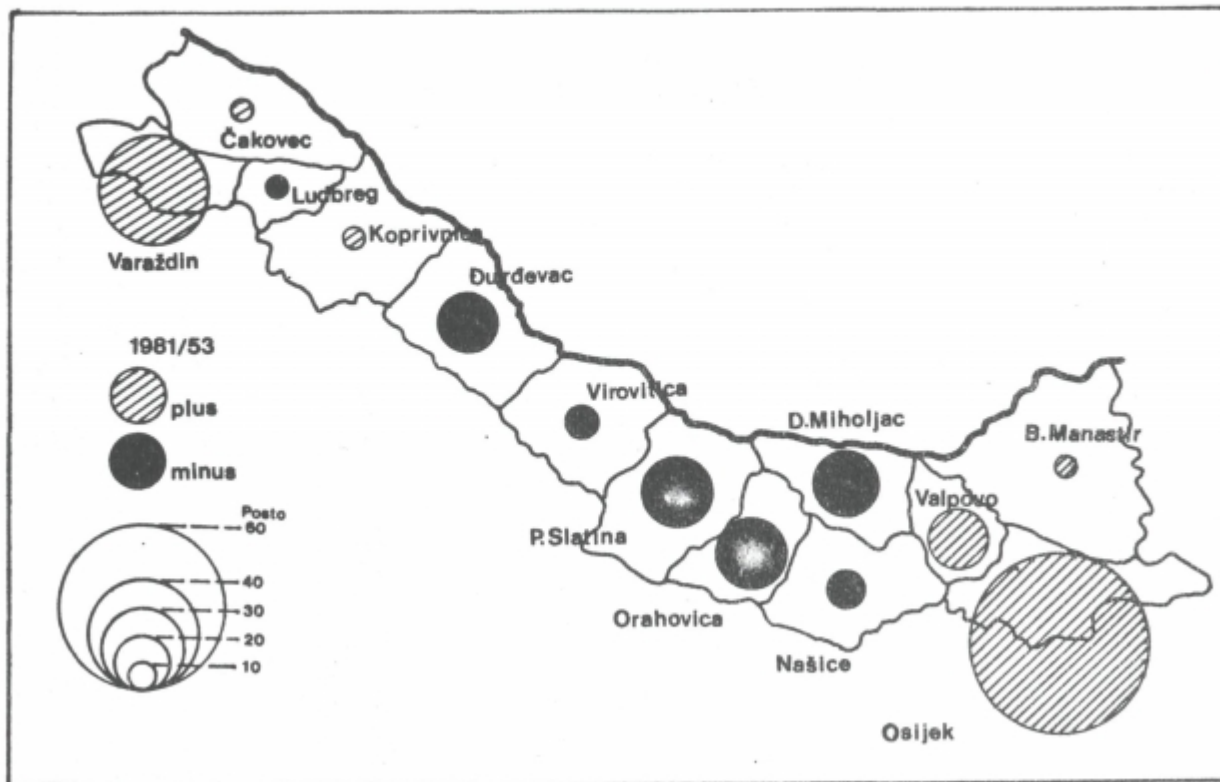 Čakovec
Ludbreg
Koprivnica
Varaždin
Đurđevac
1981/53
plus
minus
Virovitica
D.Miholjac
B.Manastir
Valpovo
P.Slatina
Orahovica
Našice
Osijek
Posto
60
40
30
20
10